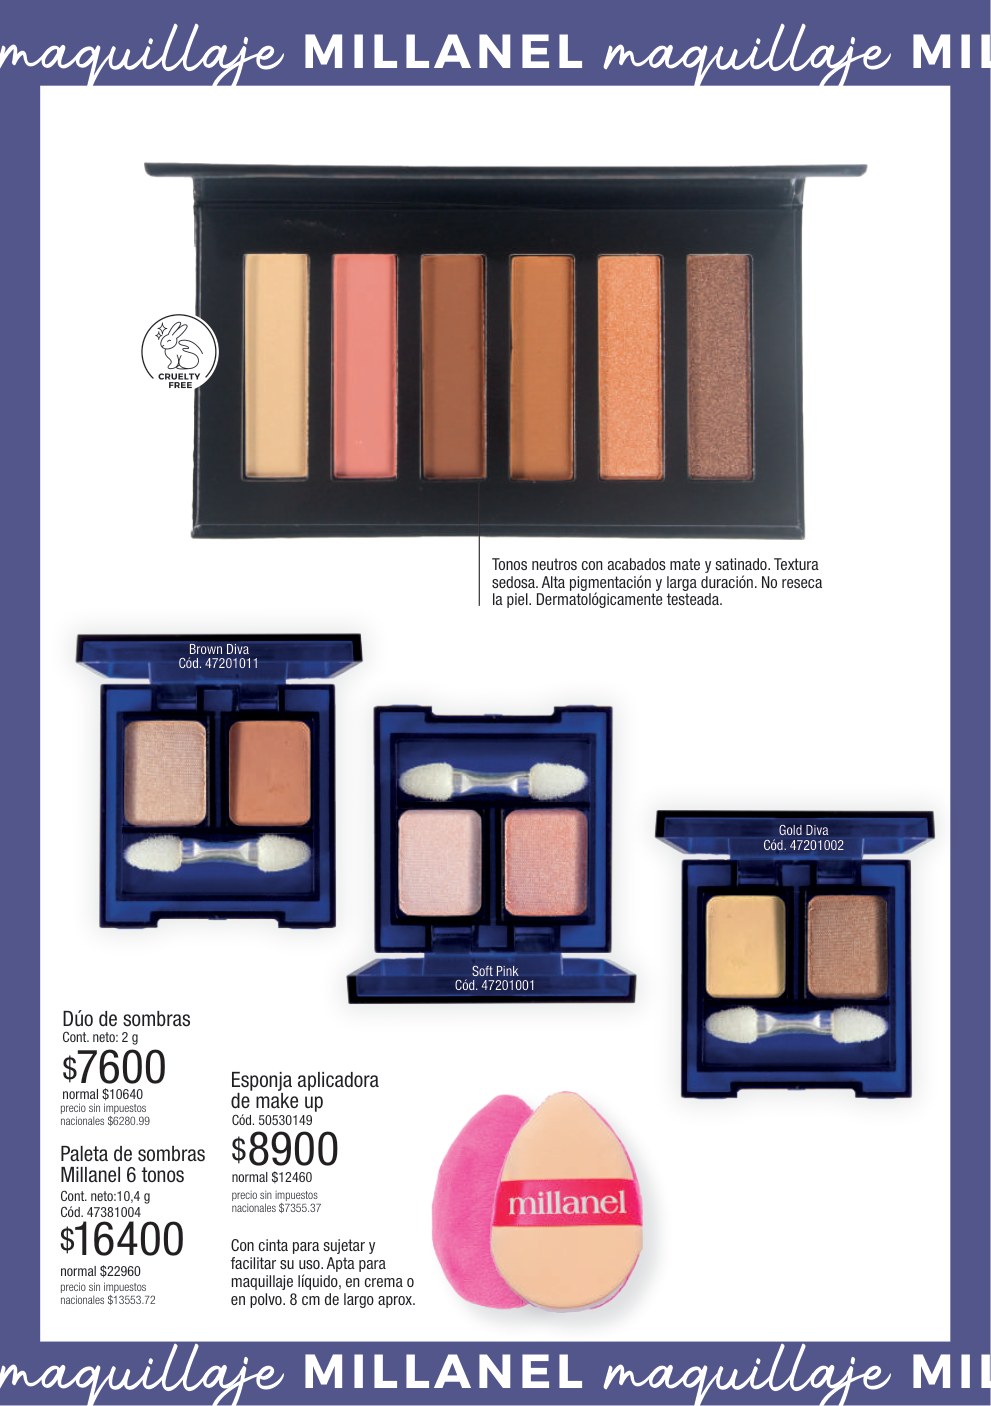 maquillaje MILLANEL maquillaje MIL
CRUELTY
FREE
Tonos neutros con acabados mate y satinado. Textura
sedosa. Alta pigmentación y larga duración. No reseca
la piel. Dermatológicamente testeada.
Brown Diva
Cód. 47201011
Soft Pink
Cód. 47201001
Gold Diva
Cód. 47201002
Dúo de sombras
Cont. neto: 2 g
$7600
normal $10640
precio sin impuestos
nacionales $6280.99
Paleta de sombras
Millanel 6 tonos
Cont. neto:10,4 g
Cód. 47381004
$16400
normal $22960
precio sin impuestos
nacionales $13553.72
Esponja aplicadora
de make up
Cód. 50530149
$8900
normal $12460
precio sin impuestos
nacionales $7355.37
Con cinta para sujetar y
facilitar su uso. Apta para
maquillaje líquido, en crema o
en polvo. 8 cm de largo aprox.
millanel
maquillaje MILLANEL maquillaje MIL